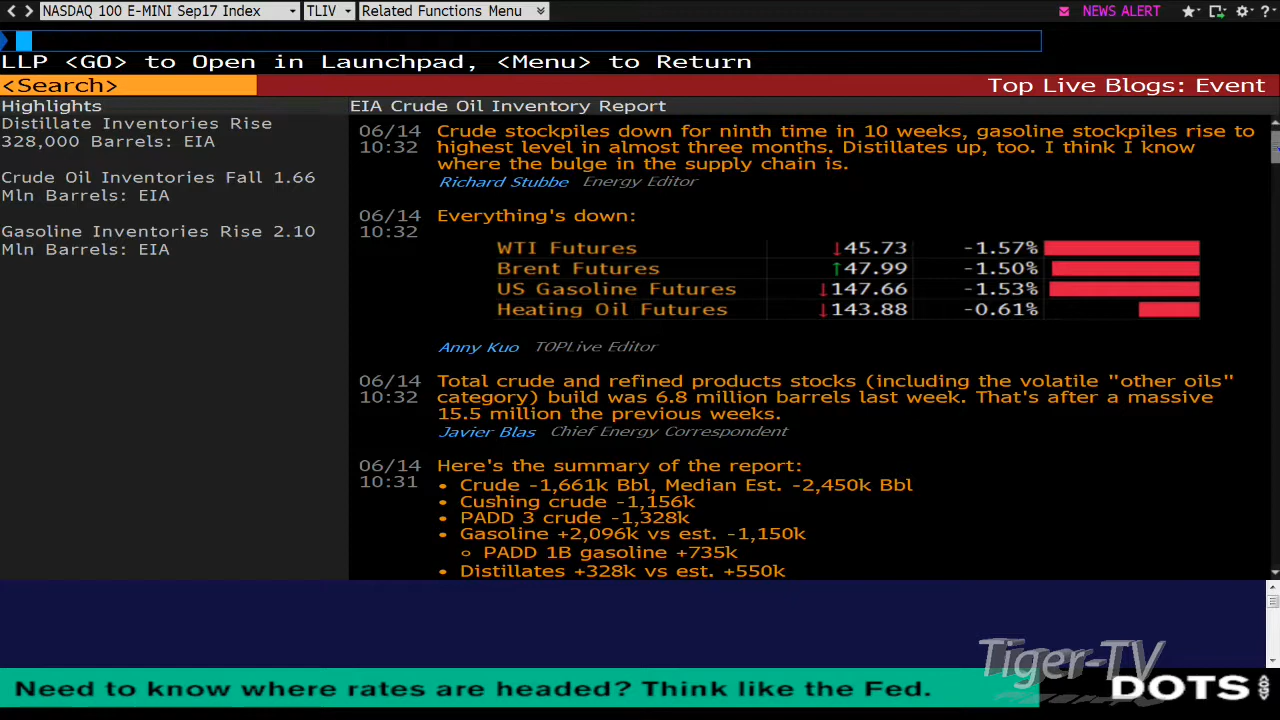 NASDAQ 100 E-MINI Sep17 Index TLIV Related Functions Menu NEWS ALERT
LLP <GO> to Open in Launchpad, <Menu> to Return
<Search> Top Live Blogs: Event
Highlights
Distillate Inventories Rise
328,000 Barrels: EIA
Crude Oil Inventories Fall 1.66
Mln Barrels: EIA
Gasoline Inventories Rise 2.10
Mln Barrels: EIA
EIA Crude Oil Inventory Report
06/14 Crude stockpiles down for ninth time in 10 weeks, gasoline stockpiles rise to
10:32 highest level in almost three months. Distillates up, too. I think I know
where the bulge in the supply chain is.
Richard Stubbe Energy Editor
06/14 Everything's down:
10:32
WTI Futures ↓45.73 -1.57%
Brent Futures ↑47.99 -1.50%
US Gasoline Futures ↓147.66 -1.53%
Heating Oil Futures ↓143.88 -0.61%
Anny Kuo TOPLive Editor
06/14 Total crude and refined products stocks (including the volatile "other oils"
10:32 category) build was 6.8 million barrels last week. That's after a massive
15.5 million the previous weeks.
Javier Blas Chief Energy Correspondent
06/14 Here's the summary of the report:
10:31 • Crude -1,661k Bbl, Median Est. -2,450k Bbl
• Cushing crude -1,156k
• PADD 3 crude -1,328k
• Gasoline +2,096k vs est. -1,150k
○ PADD 1B gasoline +735k
• Distillates +328k vs est. +550k
Tiger-TV
Need to know where rates are headed? Think like the Fed.
DOTS